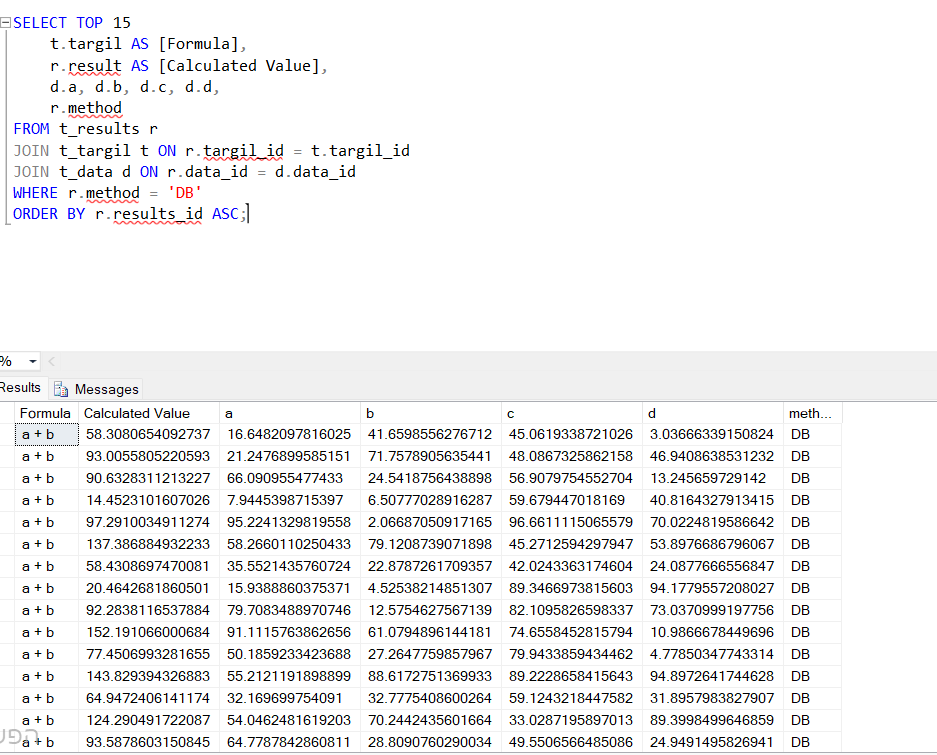 SELECT TOP 15
t.targil AS [Formula],
r.result AS [Calculated Value],
d.a, d.b, d.c, d.d,
r.method
FROM t_results r
JOIN t_targil t ON r.targil_id = t.targil_id
JOIN t_data d ON r.data_id = d.data_id
WHERE r.method = 'DB'
ORDER BY r.results_id ASC;
%
Results Messages
Formula Calculated Value a b c d meth...
a + b 58.3080654092737 16.6482097816025 41.6598556276712 45.0619338721026 3.03666339150824 DB
a + b 93.0055805220593 21.2476899585151 71.7578905635441 48.0867325862158 46.9408638531232 DB
a + b 90.6328311213227 66.090955477433 24.5418756438898 56.9079754552704 13.245659729142 DB
a + b 14.4523101607026 7.9445398715397 6.50777028916287 59.679447018169 40.8164327913415 DB
a + b 97.2910034911274 95.2241329819558 2.06687050917165 96.6611115065579 70.0224819586642 DB
a + b 137.386884932233 58.2660110250433 79.1208739071898 45.2712594297947 53.8976686796067 DB
a + b 58.4308697470081 35.5521435760724 22.8787261709357 42.0243363174604 24.0877666556847 DB
a + b 20.4642681860501 15.9388860375371 4.52538214851307 89.3466973815603 94.1779557208027 DB
a + b 92.2838116537884 79.7083488970746 12.5754627567139 82.1095826598337 73.0370999197756 DB
a + b 152.191066000684 91.1115763862656 61.0794896144181 74.6558452815794 10.9866678449696 DB
a + b 77.4506993281655 50.1859233423688 27.2647759857967 79.9433859434462 4.77850347743314 DB
a + b 143.829394326883 55.2121191898899 88.6172751369933 89.2228658415643 94.8972641744628 DB
a + b 64.9472406141174 32.169699754091 32.7775408600264 59.1243218447582 31.8957983827907 DB
a + b 124.290491722087 54.0462481619203 70.2442435601664 33.0287195897013 89.3998499646859 DB
a + b 93.5878603150845 64.7787842860811 28.8090760290034 49.5506566485086 24.9491495826941 DB